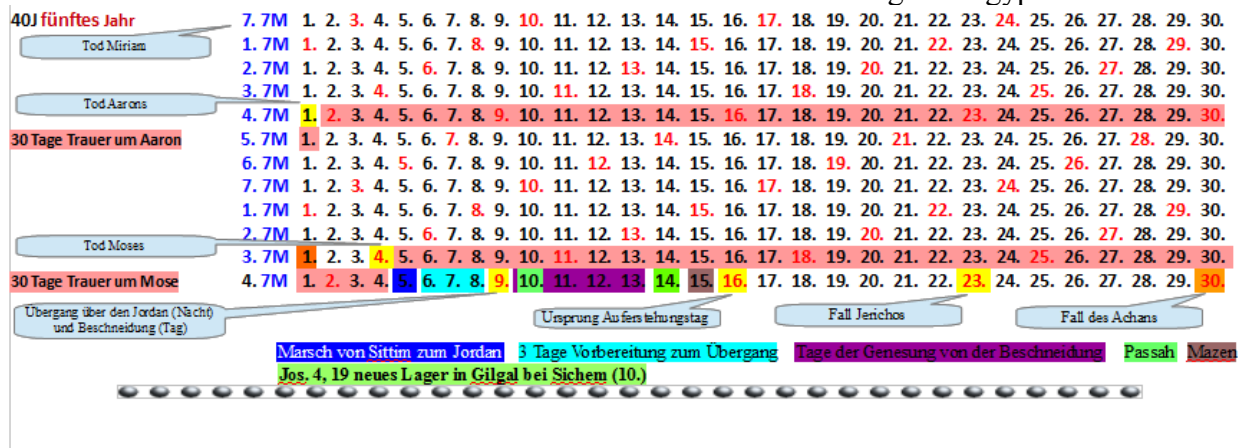 40J fünftes Jahr 7. 7M 1. 2. 3. 4. 5. 6. 7. 8. 9. 10. 11. 12. 13. 14. 15. 16. 17. 18. 19. 20. 21. 22. 23. 24. 25. 26. 27. 28. 29. 30.
Tod Miriam
1. 7M 1. 2. 3. 4. 5. 6. 7. 8. 9. 10. 11. 12. 13. 14. 15. 16. 17. 18. 19. 20. 21. 22. 23. 24. 25. 26. 27. 28. 29. 30.
2. 7M 1. 2. 3. 4. 5. 6. 7. 8. 9. 10. 11. 12. 13. 14. 15. 16. 17. 18. 19. 20. 21. 22. 23. 24. 25. 26. 27. 28. 29. 30.
3. 7M 1. 2. 3. 4. 5. 6. 7. 8. 9. 10. 11. 12. 13. 14. 15. 16. 17. 18. 19. 20. 21. 22. 23. 24. 25. 26. 27. 28. 29. 30.
Tod Aarons
4. 7M 1. 2. 3. 4. 5. 6. 7. 8. 9. 10. 11. 12. 13. 14. 15. 16. 17. 18. 19. 20. 21. 22. 23. 24. 25. 26. 27. 28. 29. 30.
30 Tage Trauer um Aaron 5. 7M 1. 2. 3. 4. 5. 6. 7. 8. 9. 10. 11. 12. 13. 14. 15. 16. 17. 18. 19. 20. 21. 22. 23. 24. 25. 26. 27. 28. 29. 30.
6. 7M 1. 2. 3. 4. 5. 6. 7. 8. 9. 10. 11. 12. 13. 14. 15. 16. 17. 18. 19. 20. 21. 22. 23. 24. 25. 26. 27. 28. 29. 30.
7. 7M 1. 2. 3. 4. 5. 6. 7. 8. 9. 10. 11. 12. 13. 14. 15. 16. 17. 18. 19. 20. 21. 22. 23. 24. 25. 26. 27. 28. 29. 30.
1. 7M 1. 2. 3. 4. 5. 6. 7. 8. 9. 10. 11. 12. 13. 14. 15. 16. 17. 18. 19. 20. 21. 22. 23. 24. 25. 26. 27. 28. 29. 30.
2. 7M 1. 2. 3. 4. 5. 6. 7. 8. 9. 10. 11. 12. 13. 14. 15. 16. 17. 18. 19. 20. 21. 22. 23. 24. 25. 26. 27. 28. 29. 30.
Tod Moses
3. 7M 1. 2. 3. 4. 5. 6. 7. 8. 9. 10. 11. 12. 13. 14. 15. 16. 17. 18. 19. 20. 21. 22. 23. 24. 25. 26. 27. 28. 29. 30.
30 Tage Trauer um Mose 4. 7M 1. 2. 3. 4. 5. 6. 7. 8. 9. 10. 11. 12. 13. 14. 15. 16. 17. 18. 19. 20. 21. 22. 23. 24. 25. 26. 27. 28. 29. 30.
Übergang über den Jordan (Nacht)
und Beschneidung (Tag)
Ursprung Auferstehungstag
Fall Jerichos
Fall des Achans
Marsch von Sittim zum Jordan 3 Tage Vorbereitung zum Übergang Tage der Genesung von der Beschneidung Passah Mazen
Jos. 4, 19 neues Lager in Gilgal bei Sichem (10.)